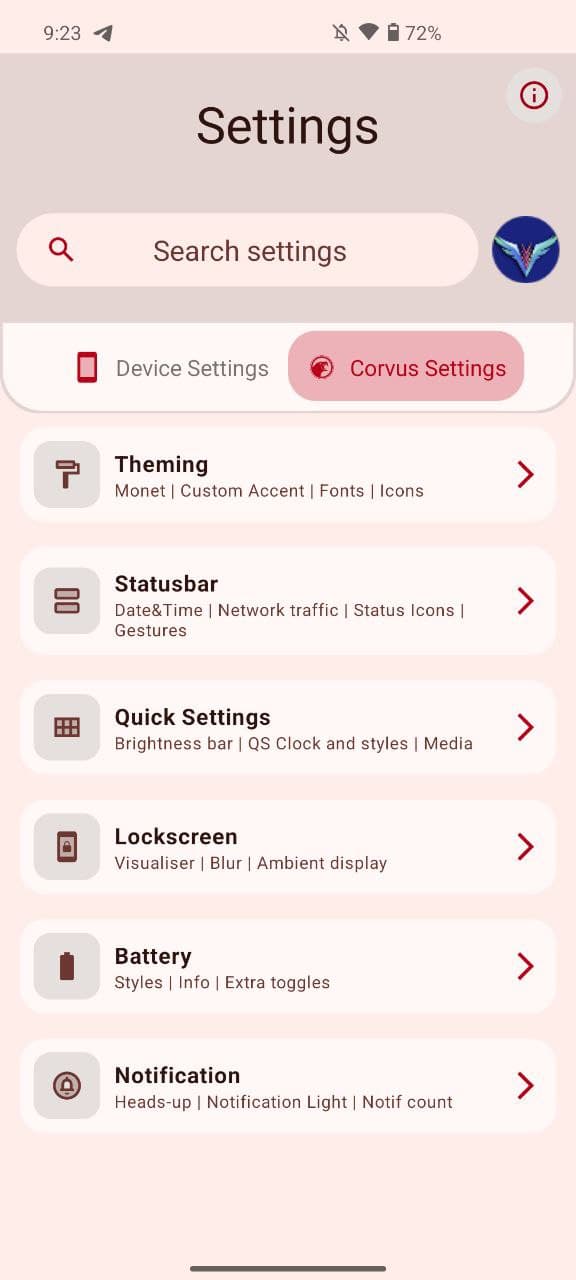 9:23 72%
Settings
Search settings
Device Settings Corvus Settings
Theming
Monet | Custom Accent | Fonts | Icons
Statusbar
Date&Time | Network traffic | Status Icons |
Gestures
Quick Settings
Brightness bar | QS Clock and styles | Media
Lockscreen
Visualiser | Blur | Ambient display
Battery
Styles | Info | Extra toggles
Notification
Heads-up | Notification Light | Notif count